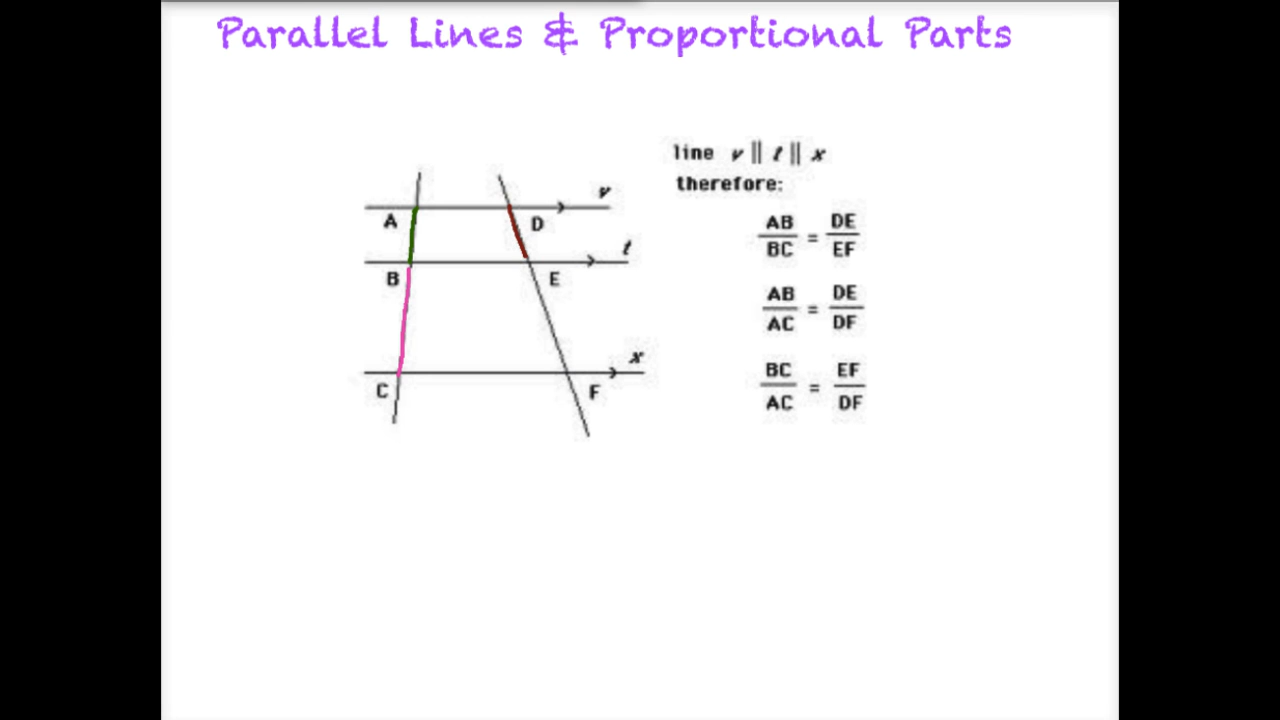 Parallel Lines & Proportional Parts
line v || t || x
therefore:
AB/BC = DE/EF
AB/AC = DE/DF
BC/AC = EF/DF
v
A
D
t
B
E
x
C
F